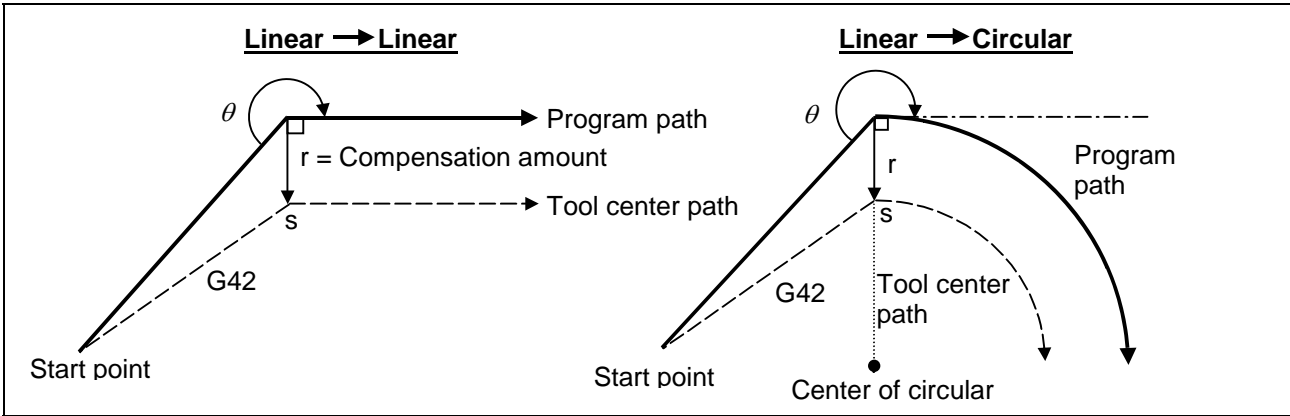 Linear → Linear
θ
Program path
r = Compensation amount
s
Tool center path
G42
Start point
Linear → Circular
θ
Program
path
r
s
G42
Tool center
path
Start point
Center of circular